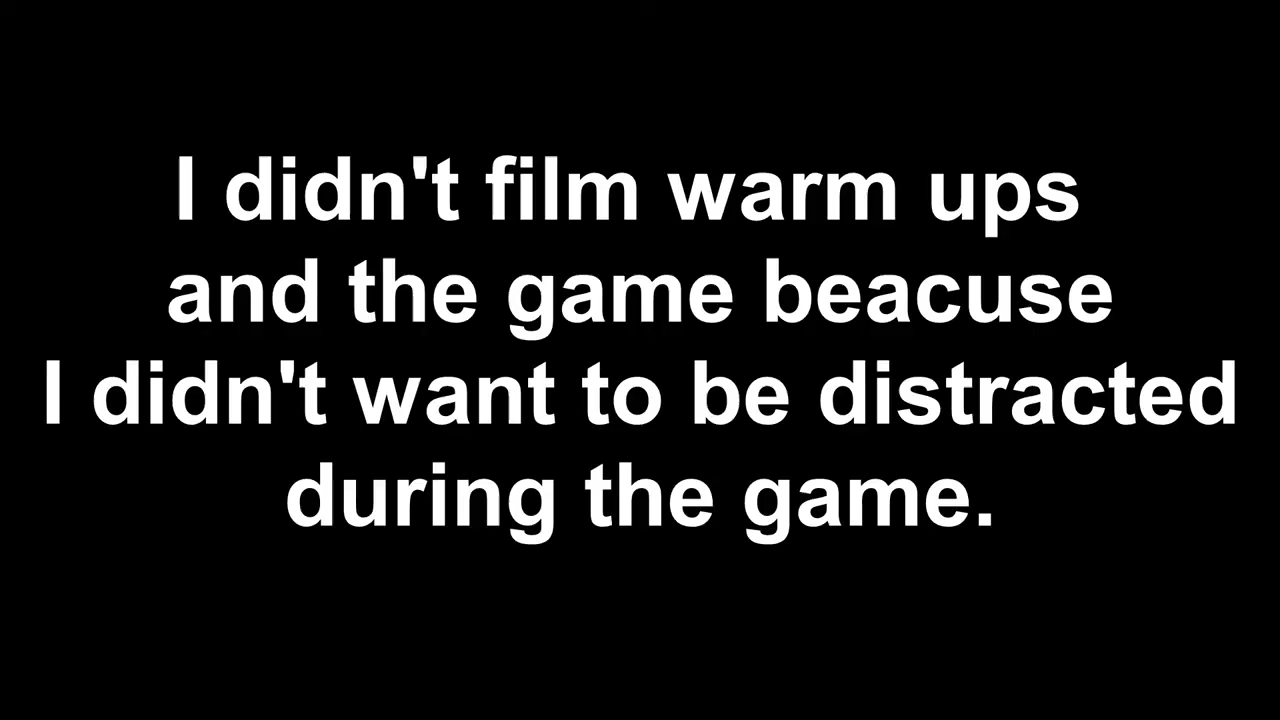 I didn't film warm ups
and the game beacuse
I didn't want to be distracted
during the game.